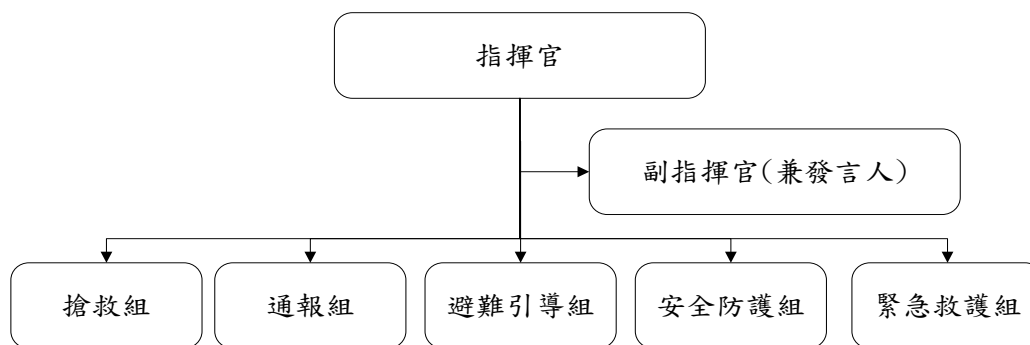 指揮官
副指揮官(兼發言人)
搶救組
通報組
避難引導組
安全防護組
緊急救護組